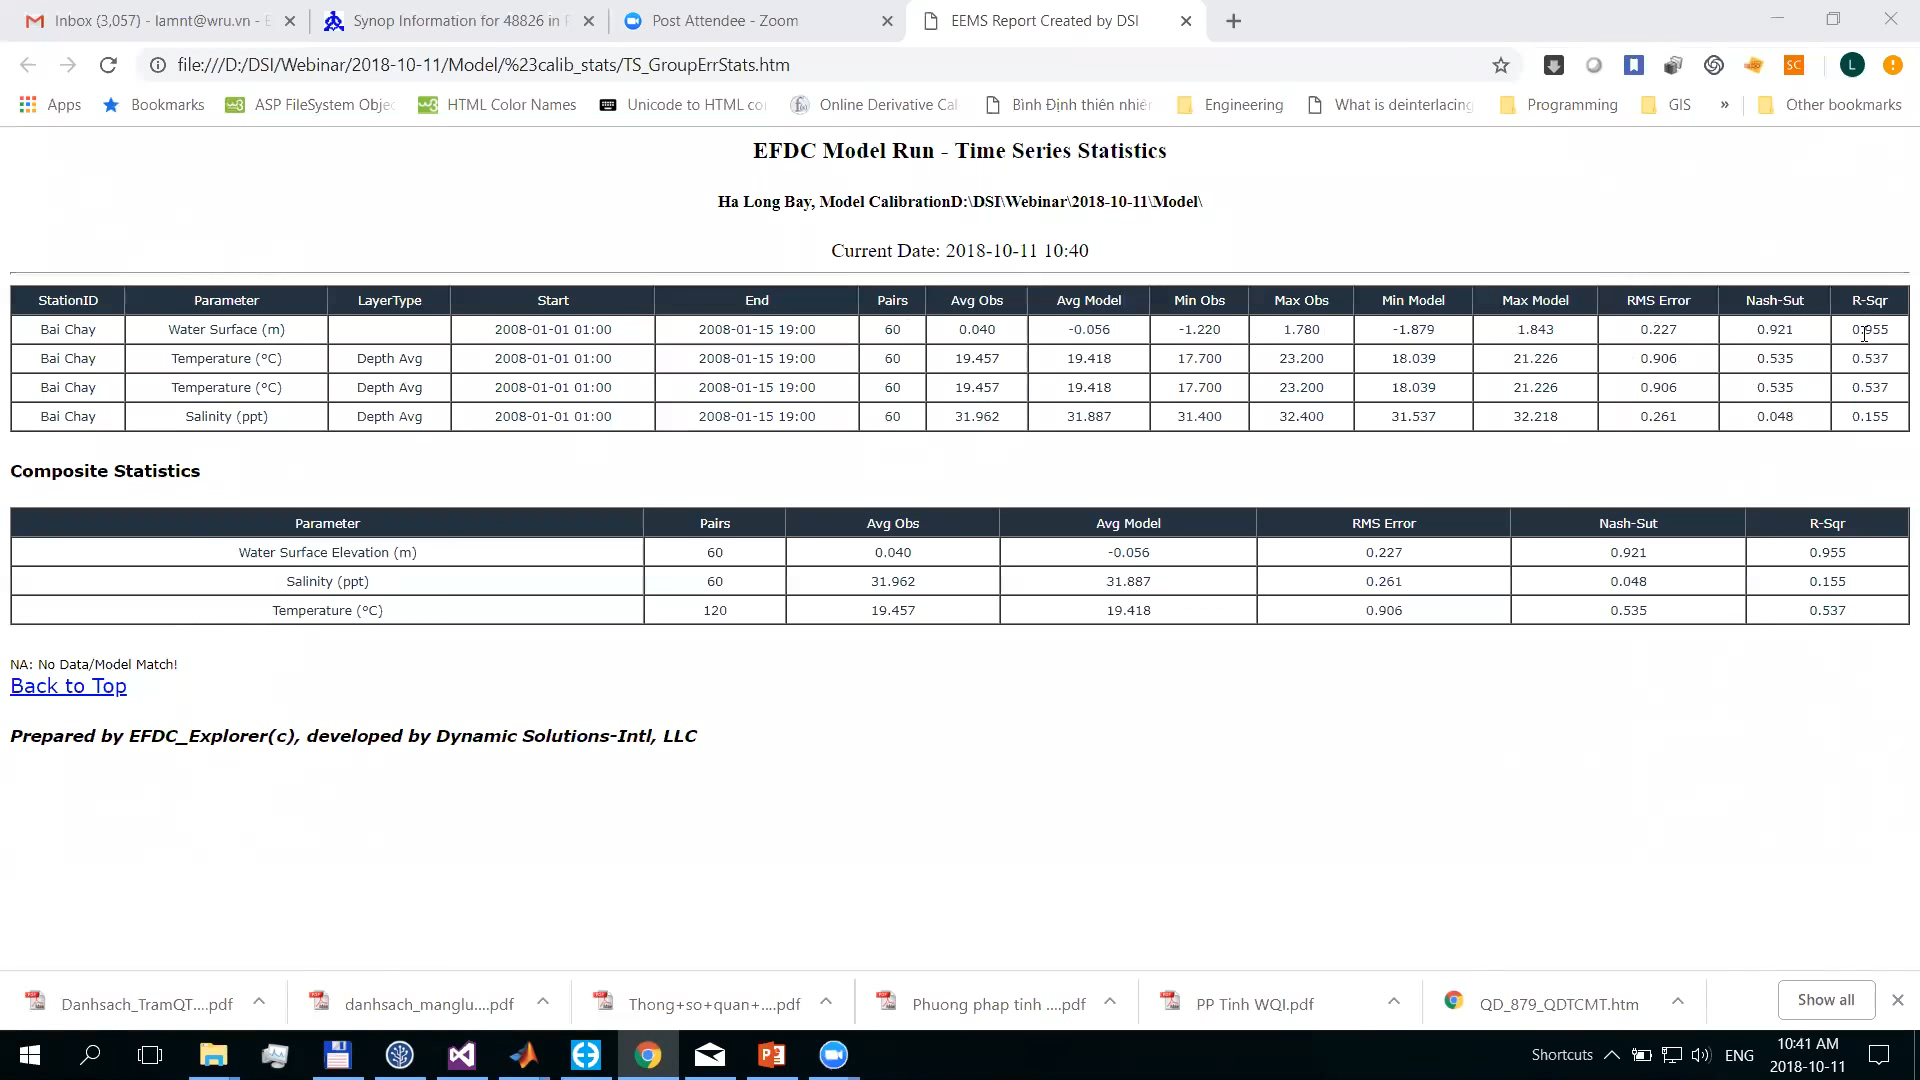 Inbox (3,057) - lamnt@wru.vn - E
Synop Information for 48826 in F
Post Attendee - Zoom
EEMS Report Created by DSI
file:///D:/DSI/Webinar/2018-10-11/Model/%23calib_stats/TS_GroupErrStats.htm
SC
L
Apps
Bookmarks
ASP FileSystem Objec
HTML Color Names
Unicode to HTML co
Online Derivative Cal
Bình Định thiên nhiên
Engineering
What is deinterlacing
Programming
GIS
»
Other bookmarks
EFDC Model Run - Time Series Statistics
Ha Long Bay, Model CalibrationD:\DSI\Webinar\2018-10-11\Model\
Current Date: 2018-10-11 10:40
StationID Parameter LayerType Start End Pairs Avg Obs Avg Model Min Obs Max Obs Min Model Max Model RMS Error Nash-Sut R-Sqr
Bai Chay Water Surface (m) 2008-01-01 01:00 2008-01-15 19:00 60 0.040 -0.056 -1.220 1.780 -1.879 1.843 0.227 0.921 0.955
Bai Chay Temperature (°C) Depth Avg 2008-01-01 01:00 2008-01-15 19:00 60 19.457 19.418 17.700 23.200 18.039 21.226 0.906 0.535 0.537
Bai Chay Temperature (°C) Depth Avg 2008-01-01 01:00 2008-01-15 19:00 60 19.457 19.418 17.700 23.200 18.039 21.226 0.906 0.535 0.537
Bai Chay Salinity (ppt) Depth Avg 2008-01-01 01:00 2008-01-15 19:00 60 31.962 31.887 31.400 32.400 31.537 32.218 0.261 0.048 0.155
Composite Statistics
Parameter Pairs Avg Obs Avg Model RMS Error Nash-Sut R-Sqr
Water Surface Elevation (m) 60 0.040 -0.056 0.227 0.921 0.955
Salinity (ppt) 60 31.962 31.887 0.261 0.048 0.155
Temperature (°C) 120 19.457 19.418 0.906 0.535 0.537
NA: No Data/Model Match!
Back to Top
Prepared by EFDC_Explorer(c), developed by Dynamic Solutions-Intl, LLC
Danhsach_TramQT....pdf
danhsach_manglu....pdf
Thong+so+quan+....pdf
Phuong phap tinh ....pdf
PP Tinh WQI.pdf
QD_879_QDTCMT.htm
Show all
Shortcuts
ENG
10:41 AM
2018-10-11